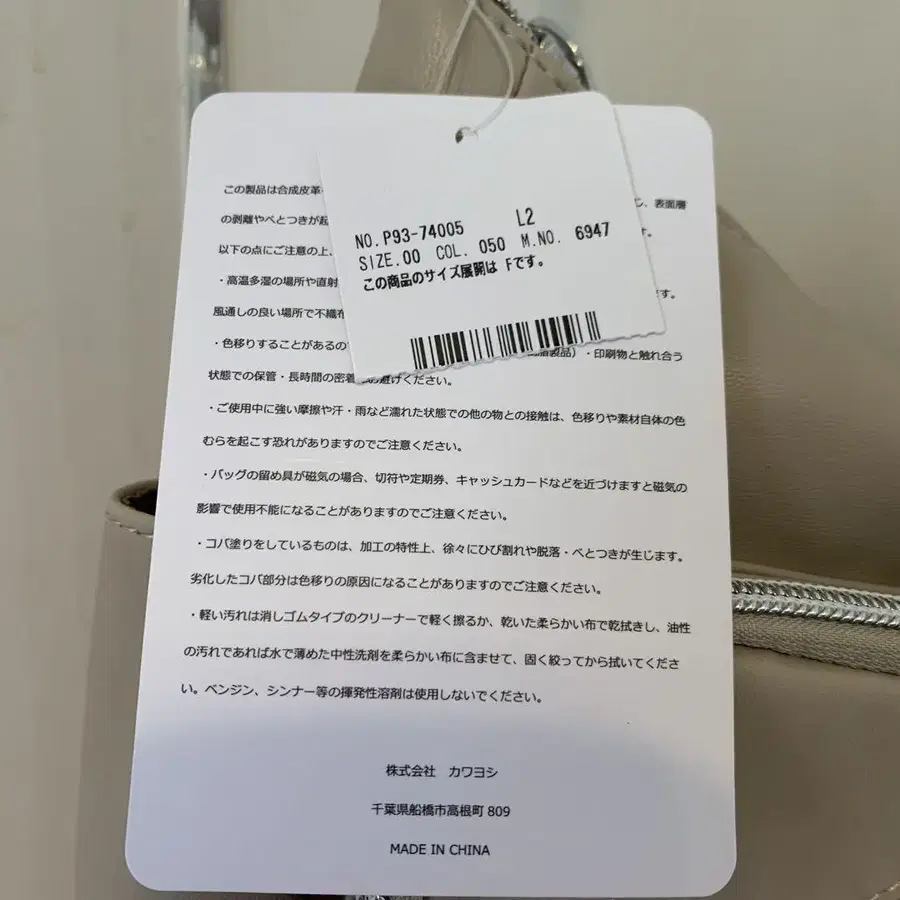 この製品は合成皮革
の剥離やべとつきが起
以下の点にご注意の上、
・高温多湿の場所や直射
風通しの良い場所で不織布
・色移りすることがあるの
、表面層
す。
NO.P93-74005 L2
SIZE.00 COL.050 M.NO. 6947
この商品のサイズ展開は Fです。
製品）・印刷物と触れ合う
状態での保管・長時間の密着 お避けください。
・ご使用中に強い摩擦や汗・雨など濡れた状態での他の物との接触は、色移りや素材自体の色
むらを起こす恐れがありますのでご注意ください。
・バッグの留め具が磁気の場合、切符や定期券、キャッシュカードなどを近づけますと磁気の
影響で使用不能になることがありますのでご注意ください。
・コバ塗りをしているものは、加工の特性上、徐々にひび割れや脱落・べとつきが生じます。
劣化したコバ部分は色移りの原因になることがありますのでご注意ください。
・軽い汚れは消しゴムタイプのクリーナーで軽く擦るか、乾いた柔らかい布で乾拭きし、油性
の汚れであれば水で薄めた中性洗剤を柔らかい布に含ませて、固く絞ってから拭いてくださ
い。ベンジン、シンナー等の揮発性溶剤は使用しないでください。
株式会社 カワヨシ
千葉県船橋市高根町 809
MADE IN CHINA